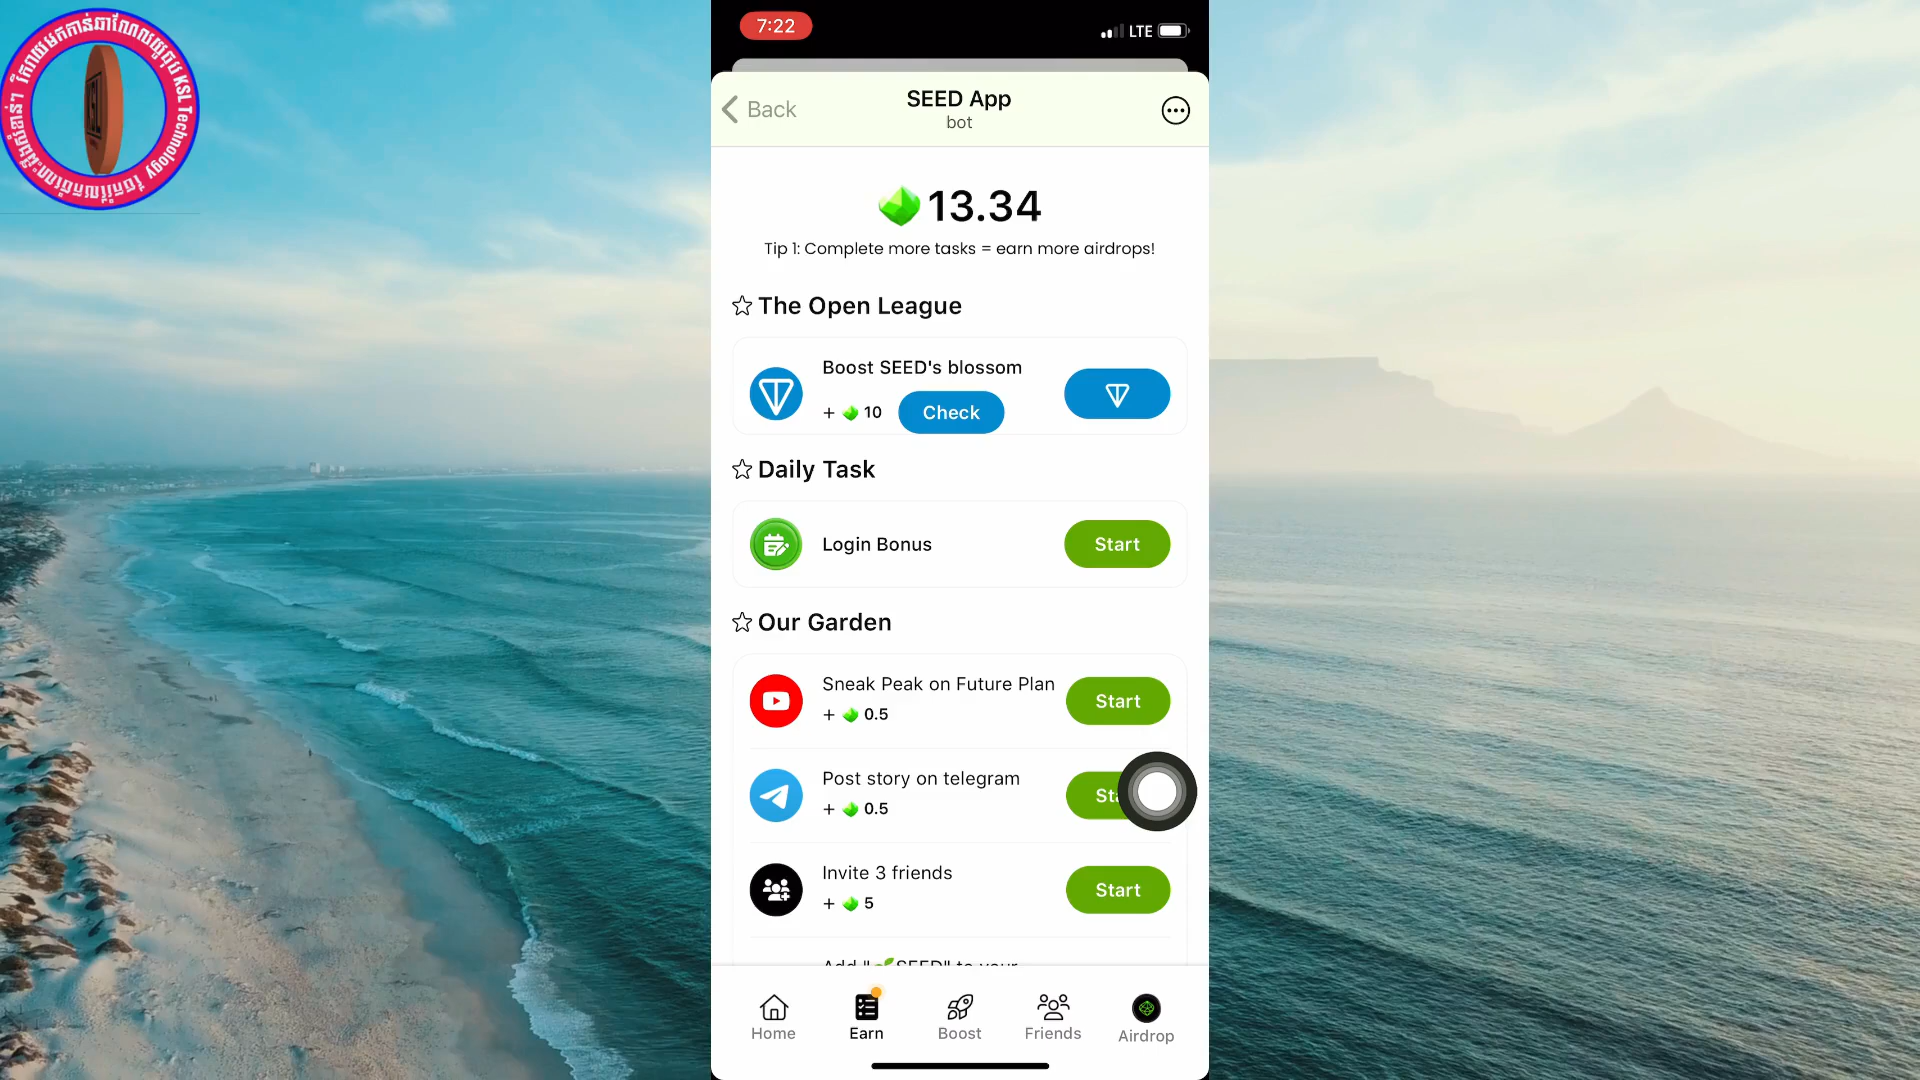 KSL Technology
7:22
LTE
Back
SEED App
bot
13.34
Tip 1: Complete more tasks = earn more airdrops!
The Open League
Boost SEED's blossom
+ 10
Check
Daily Task
Login Bonus
Start
Our Garden
Sneak Peak on Future Plan
+ 0.5
Start
Post story on telegram
+ 0.5
Invite 3 friends
+ 5
Start
Home
Earn
Boost
Friends
Airdrop